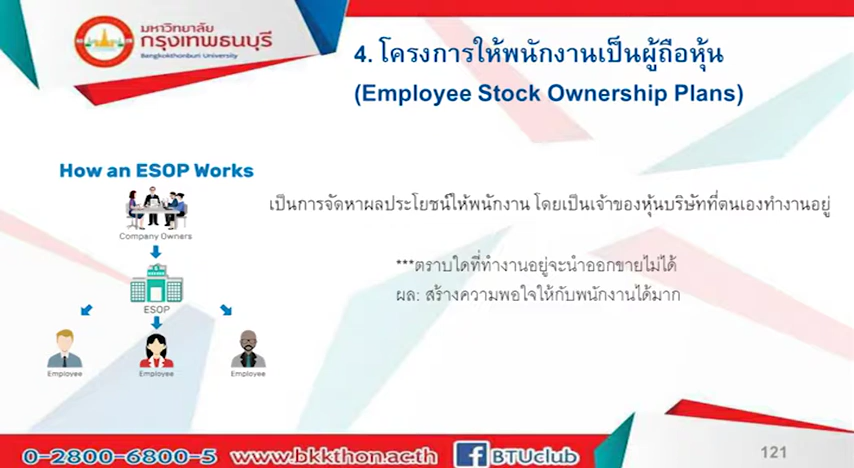 มหาวิทยาลัย
กรุงเทพธนบุรี
Bangkokthonburi University
4. โครงการให้พนักงานเป็นผู้ถือหุ้น
(Employee Stock Ownership Plans)
How an ESOP Works
Company Owners
ESOP
Employee
Employee
Employee
เป็นการจัดหาผลประโยชน์ให้พนักงาน โดยเป็นเจ้าของหุ้นบริษัทที่ตนเองทำงานอยู่
***ตราบใดที่ทำงานอยู่จะนำออกขายไม่ได้
ผล: สร้างความพอใจให้กับพนักงานได้มาก
0-2800-6800-5 www.bkkthon.ac.th f BTUclub
121